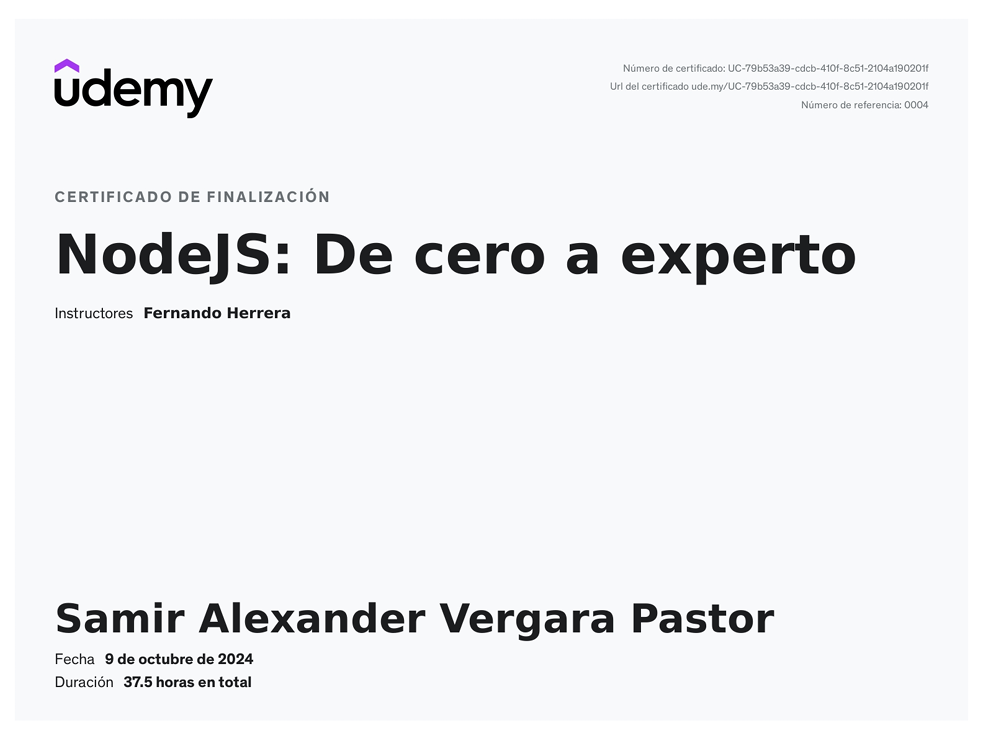 udemy
Número de certificado: UC-79b53a39-cdcb-410f-8c51-2104a190201f
Url del certificado ude.my/UC-79b53a39-cdcb-410f-8c51-2104a190201f
Número de referencia: 0004
CERTIFICADO DE FINALIZACIÓN
NodeJS: De cero a experto
Instructores Fernando Herrera
Samir Alexander Vergara Pastor
Fecha 9 de octubre de 2024
Duración 37.5 horas en total